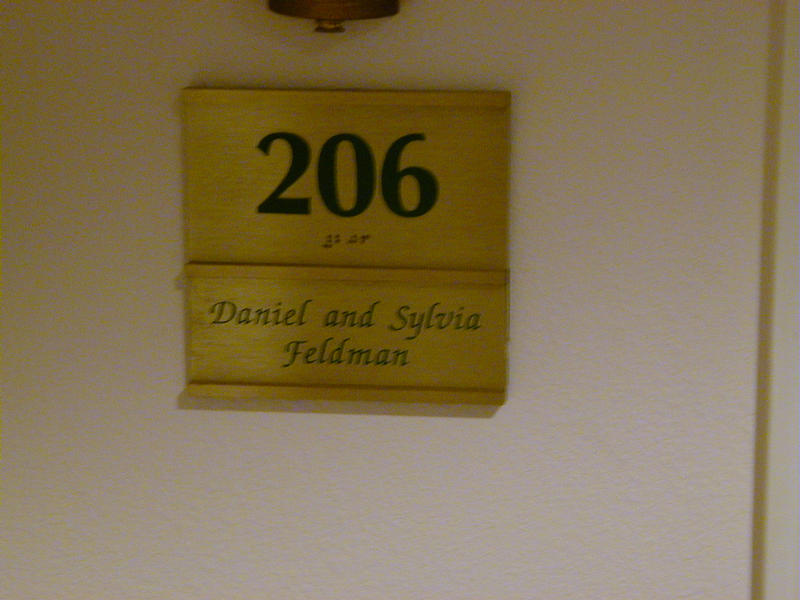 206
Daniel and Sylvia
Feldman